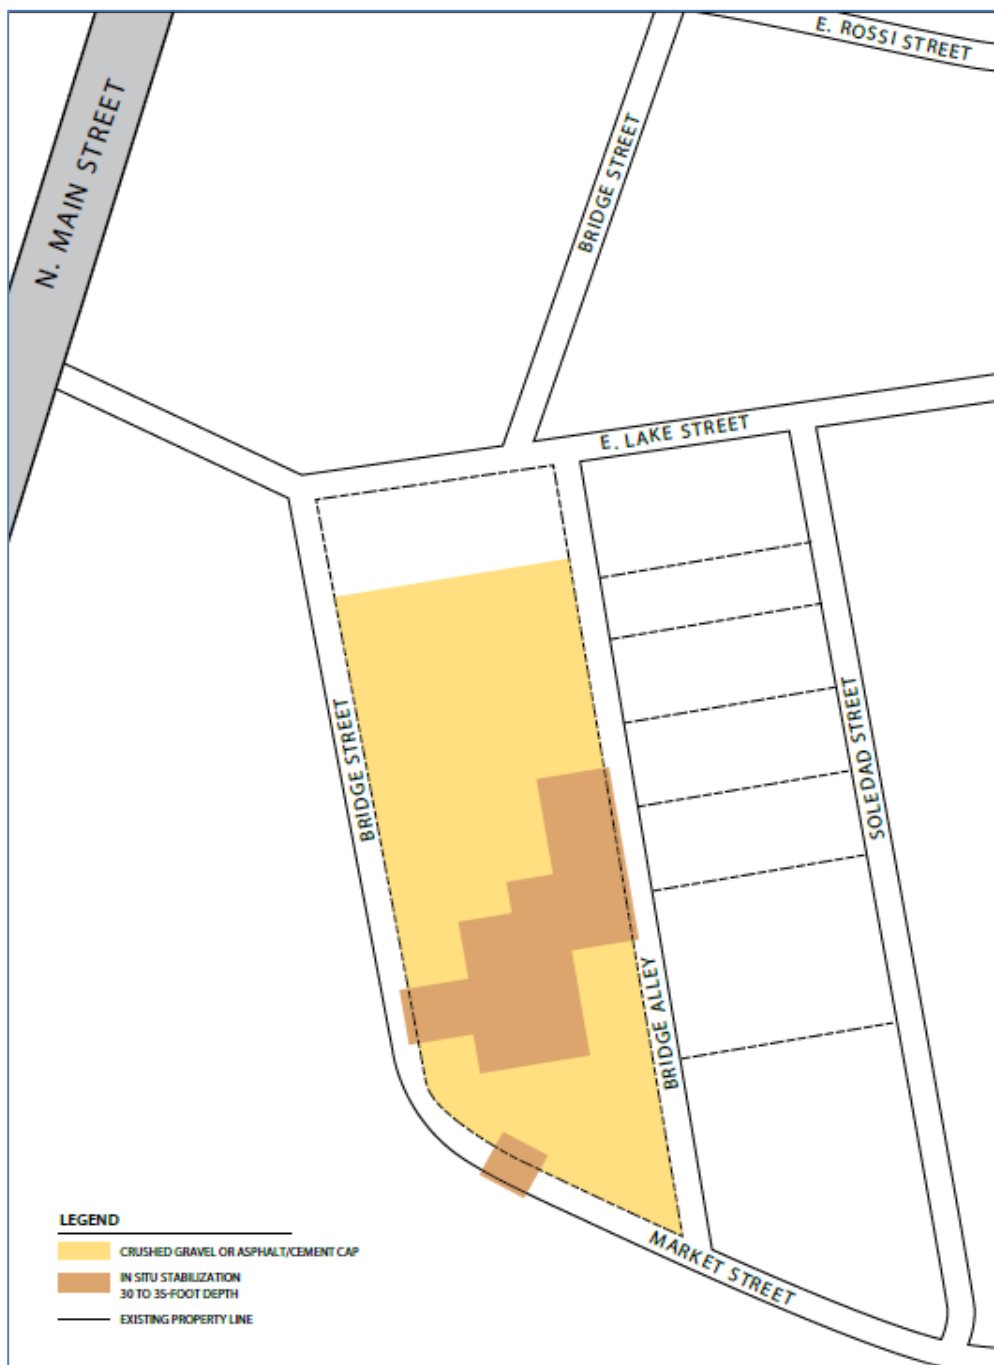 E. ROSSI STREET
N. MAIN STREET
BRIDGE STREET
E. LAKE STREET
BRIDGE STREET
SOLEDAD STREET
BRIDGE ALLEY
MARKET STREET
LEGEND
CRUSHED GRAVEL OR ASPHALT/CEMENT CAP
IN SITU STABILIZATION
30 TO 35-FOOT DEPTH
EXISTING PROPERTY LINE